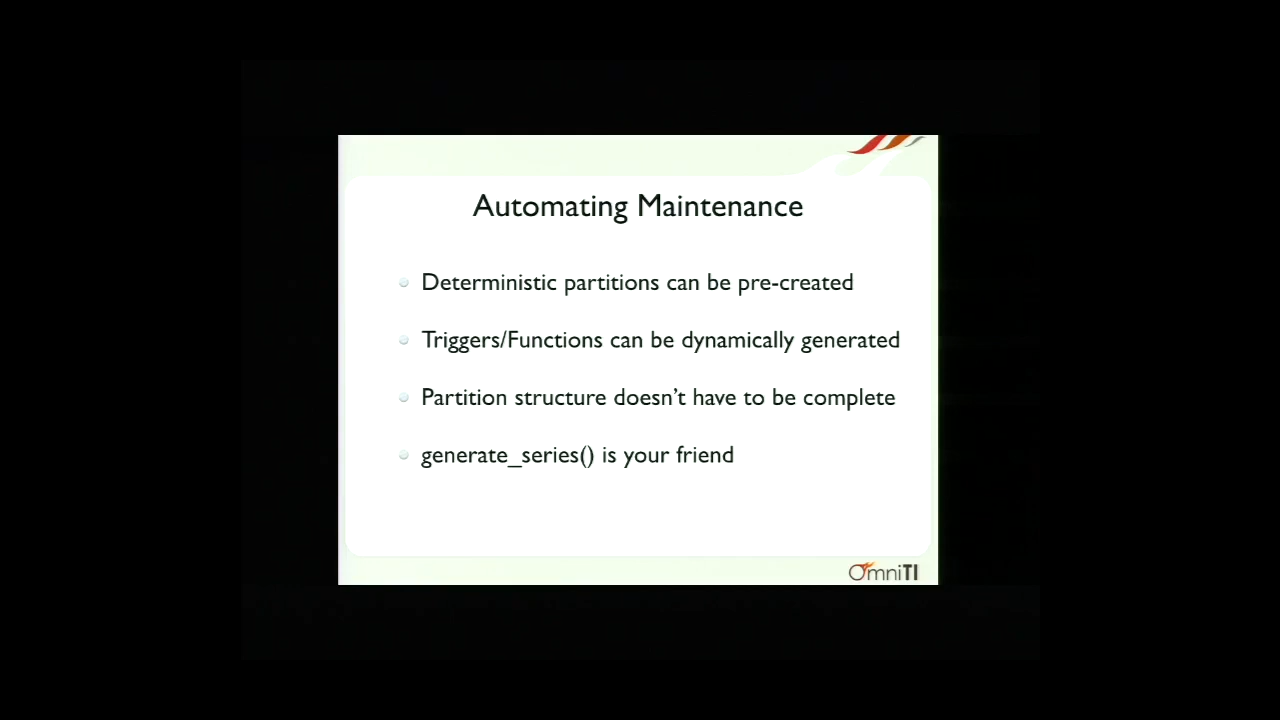 Automating Maintenance
Deterministic partitions can be pre-created
Triggers/Functions can be dynamically generated
Partition structure doesn't have to be complete
generate_series() is your friend
OmniTI